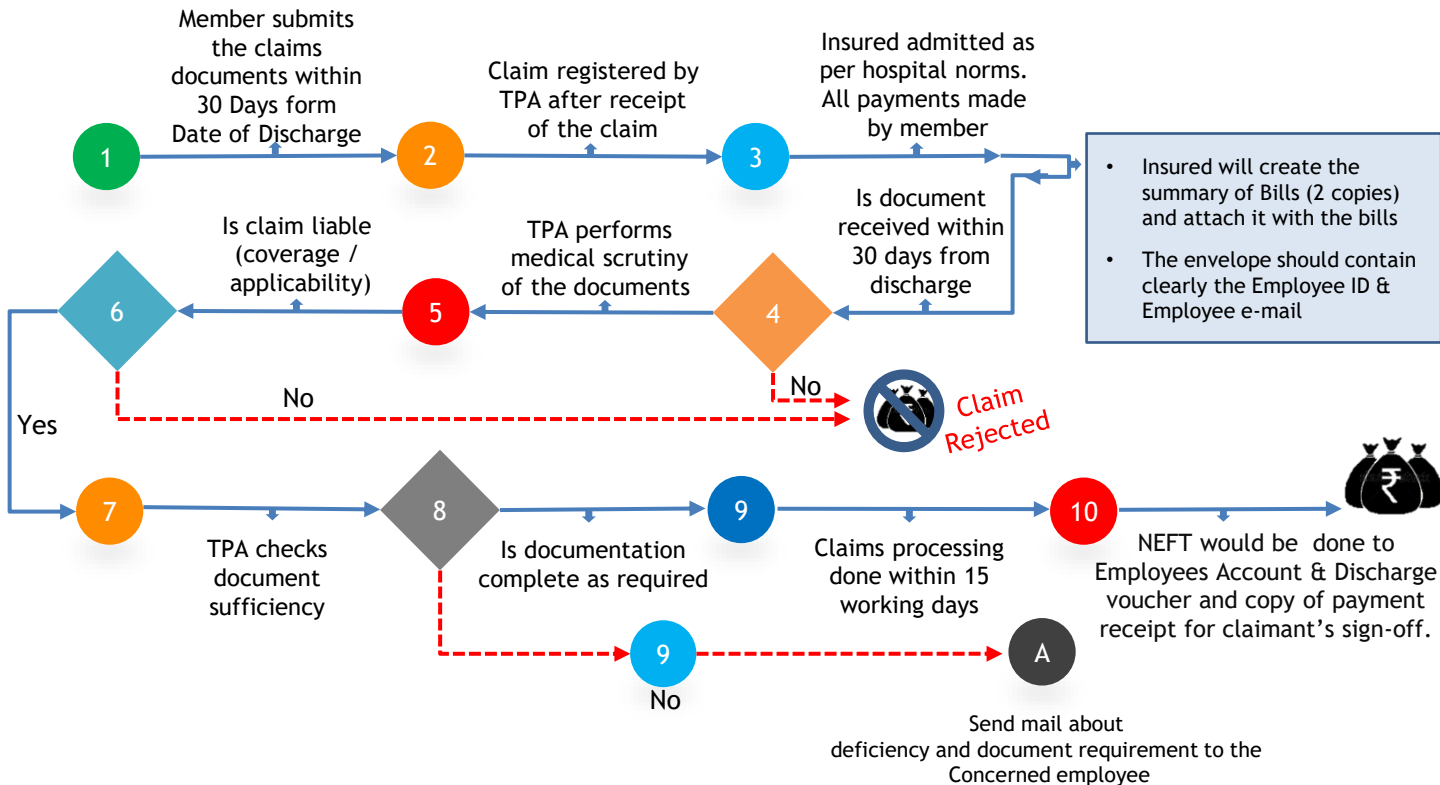 Member submits
the claims
documents within
30 Days form
Date of Discharge
Claim registered by
TPA after receipt
of the claim
Insured admitted as
per hospital norms.
All payments made
by member
1
2
3
• Insured will create the
summary of Bills (2 copies)
and attach it with the bills
• The envelope should contain
clearly the Employee ID &
Employee e-mail
Is claim liable
(coverage /
applicability)
TPA performs
medical scrutiny
of the documents
Is document
received within
30 days from
discharge
6
5
4
No
No
Claim
Rejected
Yes
₹
7
8
9
10
TPA checks
document
sufficiency
Is documentation
complete as required
Claims processing
done within 15
working days
NEFT would be done to
Employees Account & Discharge
voucher and copy of payment
receipt for claimant's sign-off.
9
No
A
Send mail about
deficiency and document requirement to the
Concerned employee